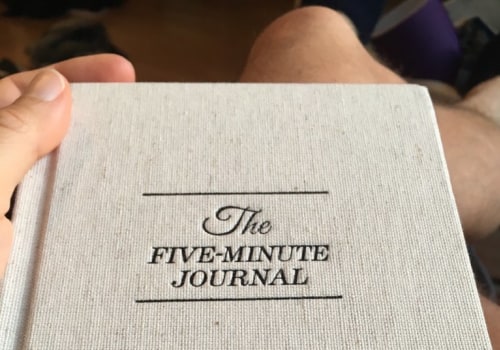 The
FIVE-MINUTE
JOURNAL